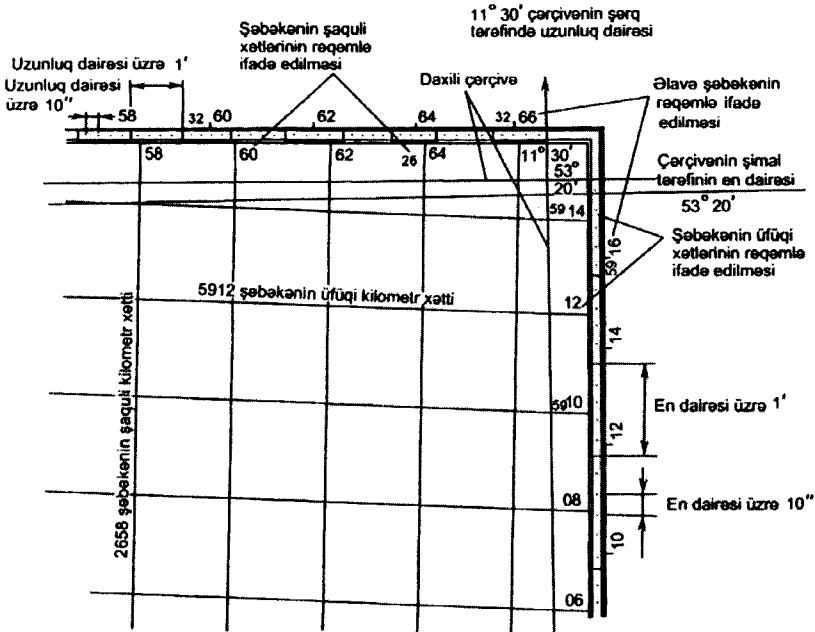 11° 30′ çərçivənin şərq
tərəfində uzunluq dairəsi
Şəbəkənin şaquli
xətlərinin rəqəmlə
ifadə edilməsi
Uzunluq dairəsi üzrə 1′
Uzunluq dairəsi
üzrə 10″
Daxili çərçivə
Əlavə şəbəkənin
rəqəmlə ifadə
edilməsi
58 32 60 62 64 32 66
58 60 62 26 64 11° 30′
53°
20′
Çərçivənin şimal
tərəfinin en dairəsi
53° 20′
59 14
Şəbəkənin üfüqi
xətlərinin rəqəmlə
ifadə edilməsi
59 16
5912 şəbəkənin üfüqi kilometr xətti
12
14
2658 şəbəkənin şaquli kilometr xətti
5910
En dairəsi üzrə 1′
12
08
En dairəsi üzrə 10″
10
06